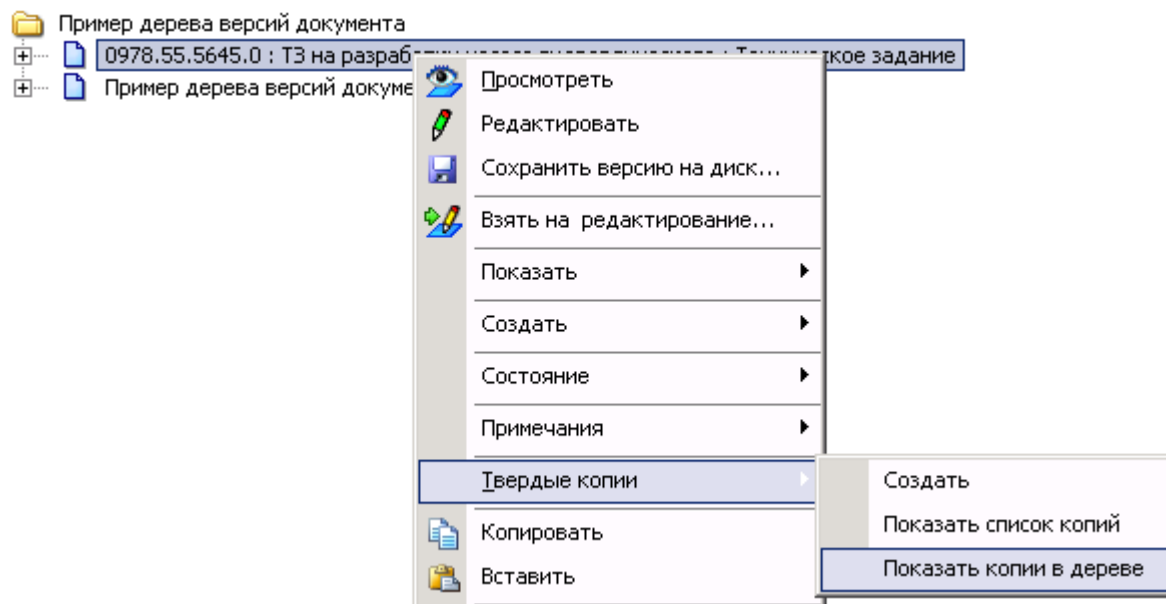 Пример дерева версий документа
0978.55.5645.0 : ТЗ на разраб кое задание
Пример дерева версий докуме
Просмотреть
Редактировать
Сохранить версию на диск...
Взять на редактирование...
Показать
Создать
Состояние
Примечания
Твердые копии
Создать
Показать список копий
Показать копии в дереве
Копировать
Вставить